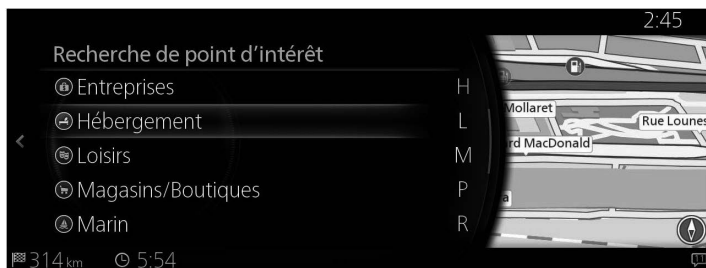 2:45
Recherche de point d'intérêt
Entreprises H
Hébergement L
Loisirs M
Magasins/Boutiques P
Marin R
Mollaret
Rue Lounes
rd MacDonald
a
314 km 5:54